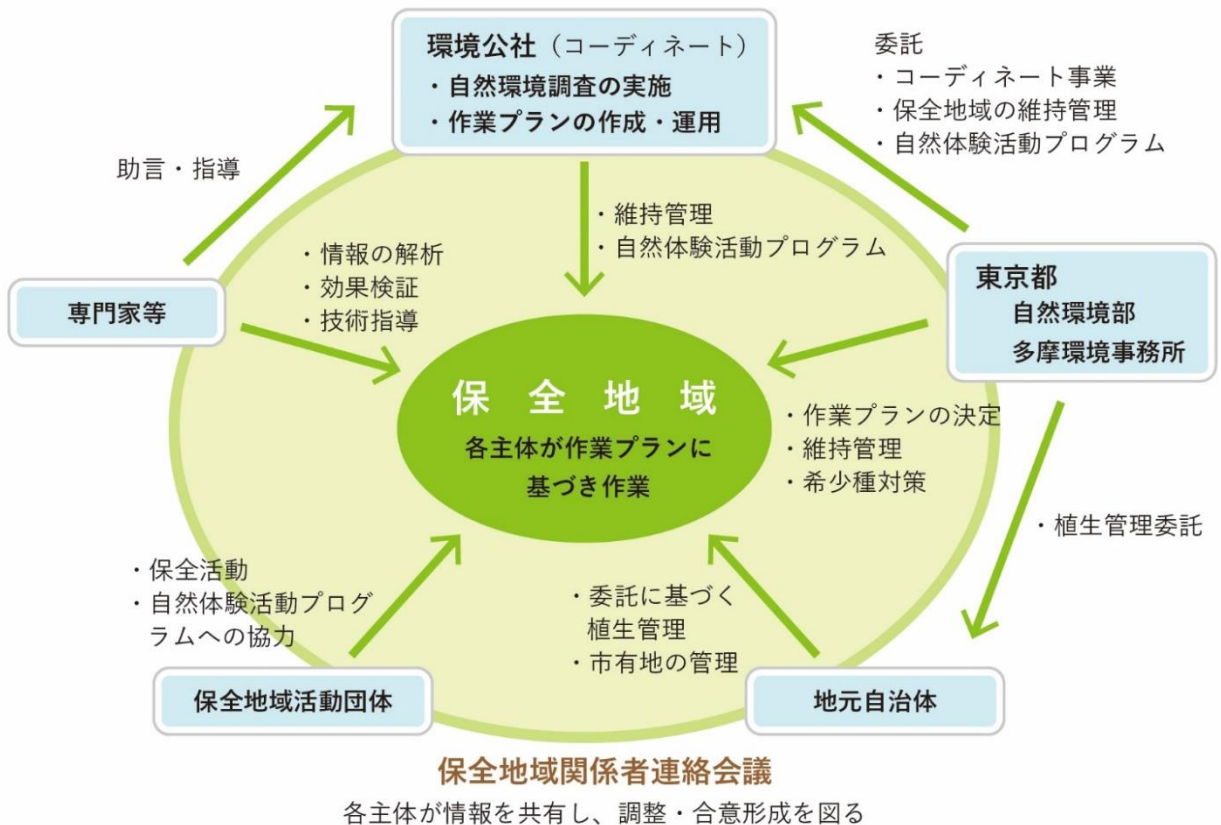 環境公社（コーディネート）
・自然環境調査の実施
・作業プランの作成・運用
委託
・コーディネート事業
・保全地域の維持管理
・自然体験活動プログラム
助言・指導
・維持管理
・自然体験活動プログラム
・情報の解析
・効果検証
・技術指導
専門家等
東京都
自然環境部
多摩環境事務所
保全地域
各主体が作業プランに
基づき作業
・作業プランの決定
・維持管理
・希少種対策
・植生管理委託
・保全活動
・自然体験活動プログ
ラムへの協力
・委託に基づく
植生管理
・市有地の管理
保全地域活動団体
地元自治体
保全地域関係者連絡会議
各主体が情報を共有し、調整・合意形成を図る